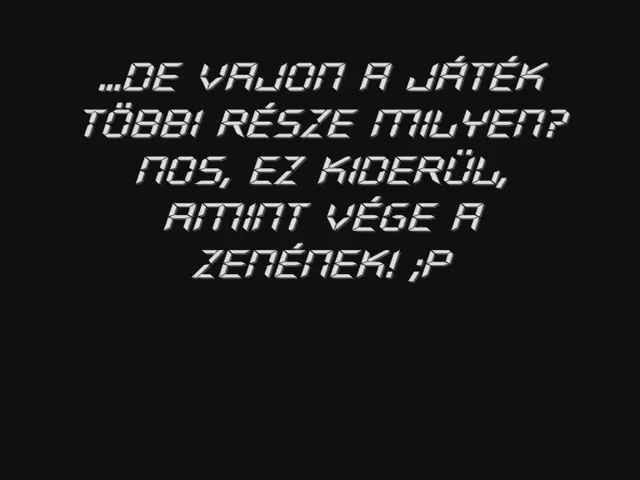 ...DE VAJON A JÁTÉK
TÖBBI RÉSZE MILYEN?
NOS, EZ KIDERÜL,
AMINT VÉGE A
ZENÉNEK! ;P